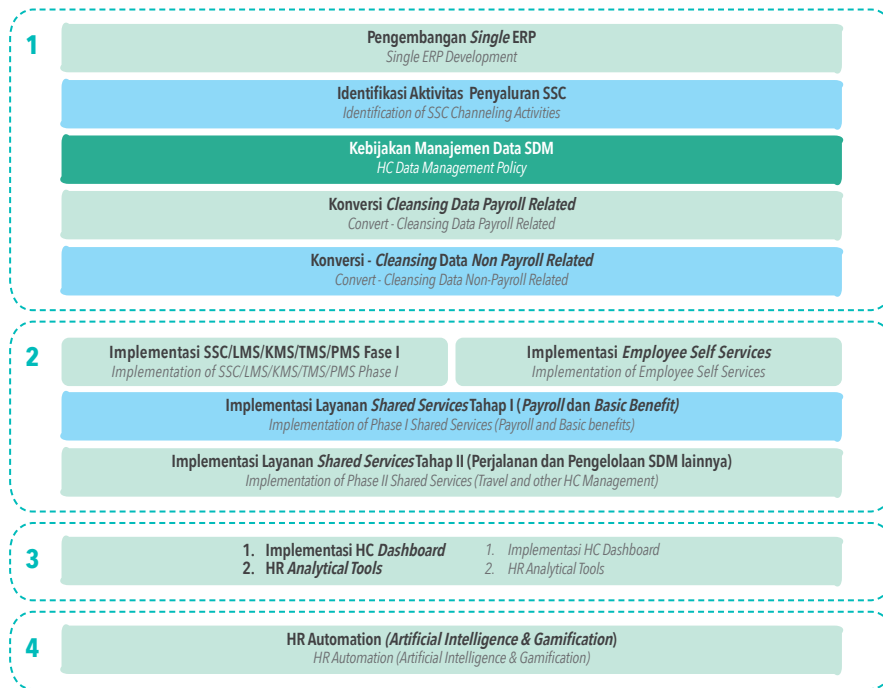 1
Pengembangan Single ERP
Single ERP Development
Identifikasi Aktivitas Penyaluran SSC
Identification of SSC Channeling Activities
Kebijakan Manajemen Data SDM
HC Data Management Policy
Konversi Cleansing Data Payroll Related
Convert - Cleansing Data Payroll Related
Konversi - Cleansing Data Non Payroll Related
Convert - Cleansing Data Non-Payroll Related
2
Implementasi SSC/LMS/KMS/TMS/PMS Fase I
Implementation of SSC/LMS/KMS/TMS/PMS Phase I
Implementasi Employee Self Services
Implementation of Employee Self Services
Implementasi Layanan Shared Services Tahap I (Payroll dan Basic Benefit)
Implementation of Phase I Shared Services (Payroll and Basic benefits)
Implementasi Layanan Shared Services Tahap II (Perjalanan dan Pengelolaan SDM lainnya)
Implementation of Phase II Shared Services (Travel and other HC Management)
3
1. Implementasi HC Dashboard
2. HR Analytical Tools
1. Implementasi HC Dashboard
2. HR Analytical Tools
4
HR Automation (Artificial Intelligence & Gamification)
HR Automation (Artificial Intelligence & Gamification)